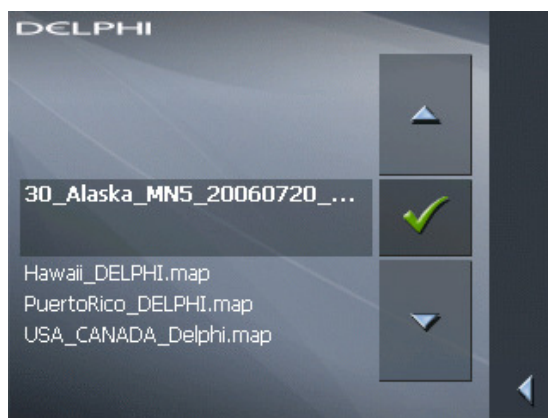 DELPHI
30_Alaska_MN5_20060720_...
Hawaii_DELPHI.map
PuertoRico_DELPHI.map
USA_CANADA_Delphi.map